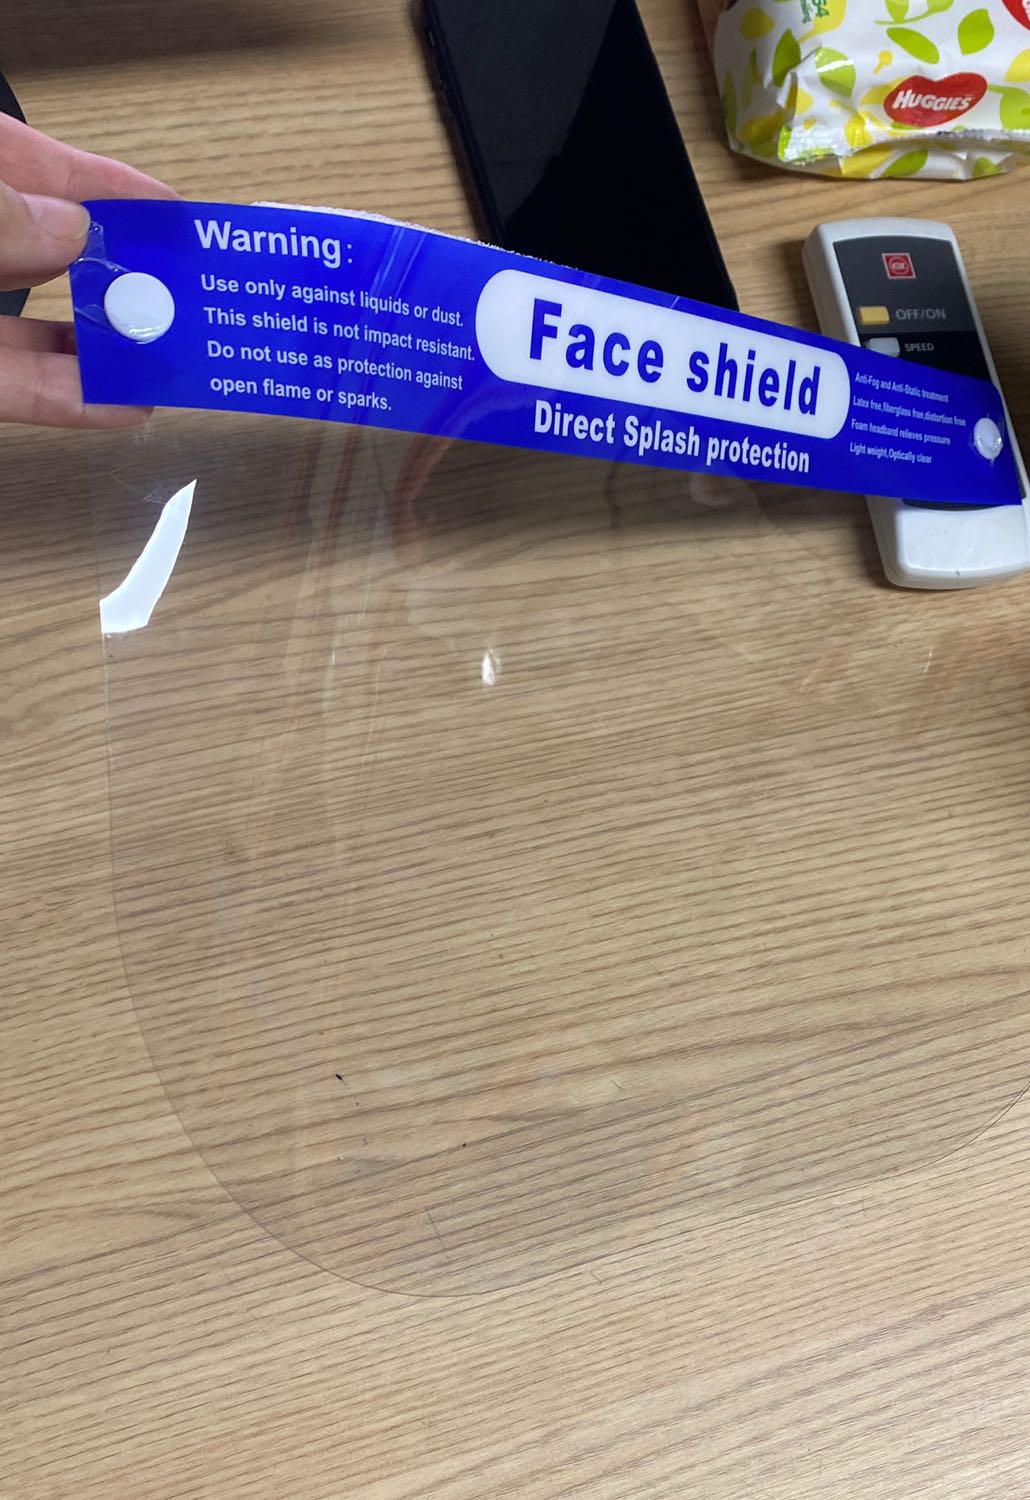 HUGGIES
OFF/ON
SPEED
Warning:
Use only against liquids or dust.
This shield is not impact resistant.
Do not use as protection against
open flame or sparks.
Face shield
Direct Splash protection
Anti-Fog and Anti-Static treatment
Latex free,fiberglass free,distortion free
Foam headband relieves pressure
Light weight,Optically clear